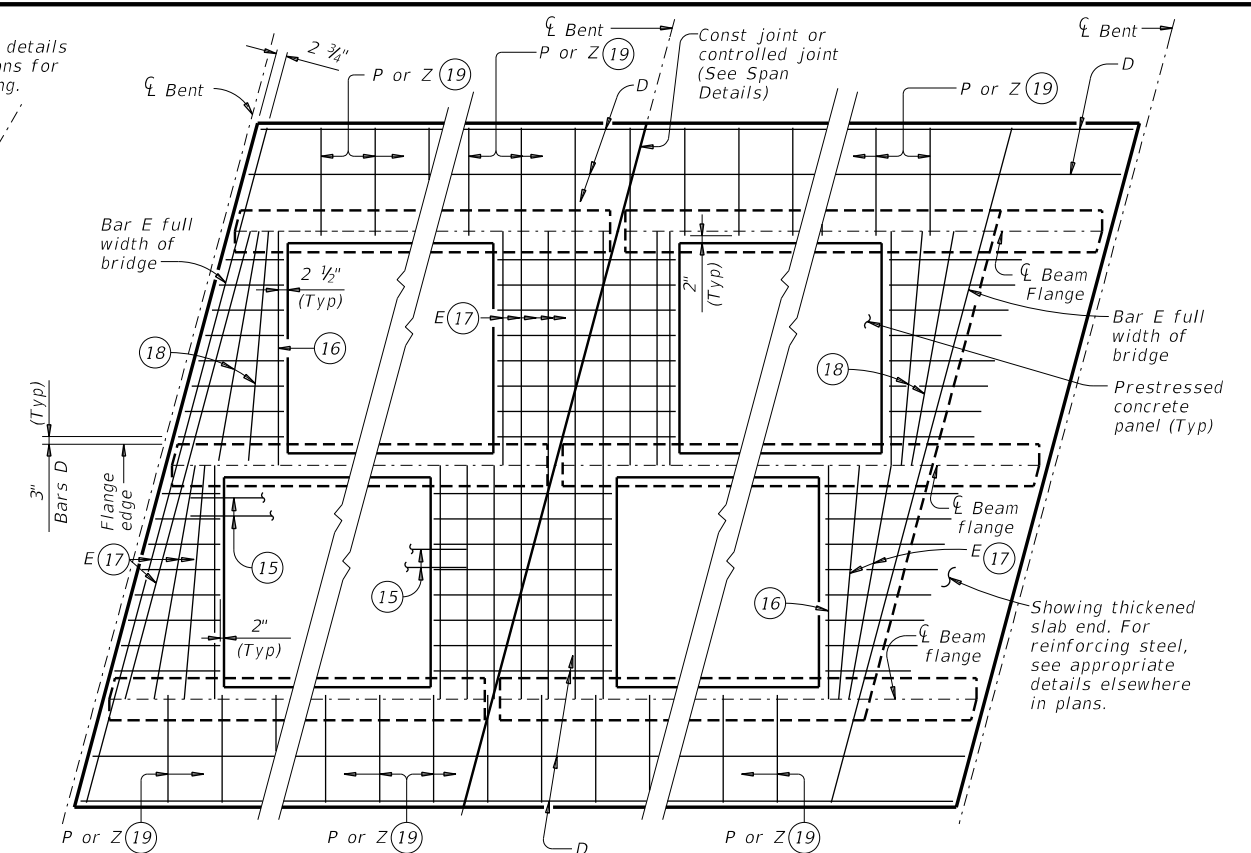 details
ns for
ng.
℄ Bent
2 ¾"
P or Z 19
℄ Bent
P or Z 19
D
Const joint or
controlled joint
(See Span
Details)
℄ Bent
D
P or Z 19
Bar E full
width of
bridge
2 ½"
(Typ)
E 17
2"
(Typ)
℄ Beam
Flange
Bar E full
width of
bridge
18
16
18
Prestressed
concrete
panel (Typ)
(Typ)
3"
Bars D
Flange
edge
℄ Beam
flange
E 17
15
15
E 17
16
2"
(Typ)
℄ Beam
flange
Showing thickened
slab end. For
reinforcing steel,
see appropriate
details elsewhere
in plans.
P or Z 19
P or Z 19
D
P or Z 19